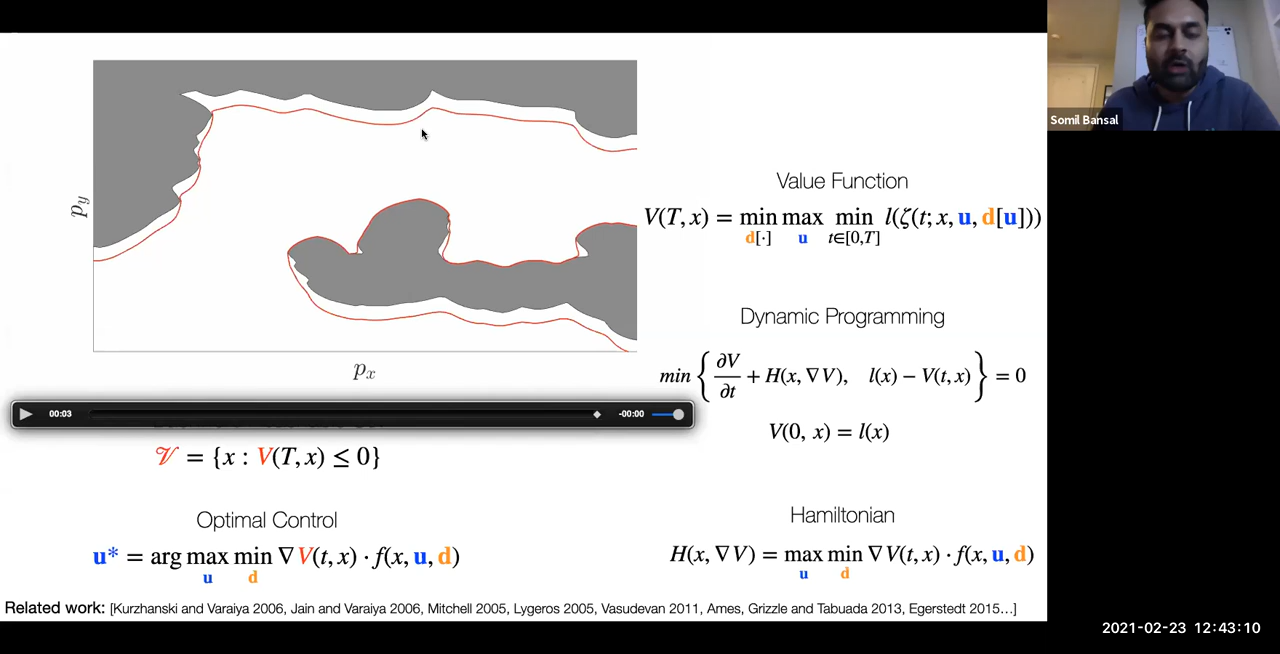 Somil Bansal
p_y
p_x
00:03
-00:00
𝒱 = {x : V(T, x) ≤ 0}
Optimal Control
u* = arg max min ∇V(t, x) · f(x, u, d)
u d
Value Function
V(T, x) = min max min l(ζ(t; x, u, d[u]))
d[·] u t∈[0,T]
Dynamic Programming
min { ∂V/∂t + H(x, ∇V), l(x) − V(t, x) } = 0
V(0, x) = l(x)
Hamiltonian
H(x, ∇V) = max min ∇V(t, x) · f(x, u, d)
u d
Related work: [Kurzhanski and Varaiya 2006, Jain and Varaiya 2006, Mitchell 2005, Lygeros 2005, Vasudevan 2011, Ames, Grizzle and Tabuada 2013, Egerstedt 2015…]
2021-02-23 12:43:10